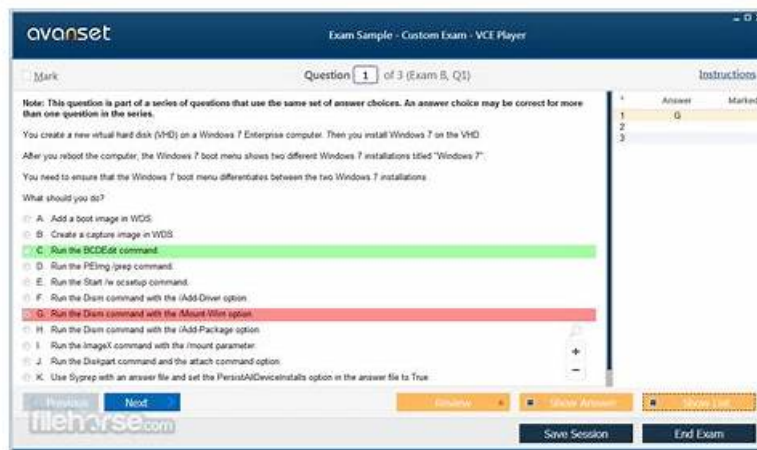 avanset
Exam Sample - Custom Exam - VCE Player
Mark
Question 1 of 3 (Exam B, Q1)
Instructions
Note: This question is part of a series of questions that use the same set of answer choices. An answer choice may be correct for more
than one question in the series.
You create a new virtual hard disk (VHD) on a Windows 7 Enterprise computer. Then you install Windows 7 on the VHD.
After you reboot the computer, the Windows 7 boot menu shows two different Windows 7 installations titled "Windows 7".
You need to ensure that the Windows 7 boot menu differentiates between the two Windows 7 installations.
What should you do?
A. Add a boot image in WDS.
B. Create a capture image in WDS.
C. Run the BCDEdit command.
D. Run the PEImg /prep command.
E. Run the Start /w ocsetup command.
F. Run the Dism command with the /Add-Driver option.
G. Run the Dism command with the /Mount-Wim option.
H. Run the Dism command with the /Add-Package option.
I. Run the ImageX command with the /mount parameter.
J. Run the Diskpart command and the attach command option.
K. Use Syprep with an answer file and set the PersistAllDeviceInstalls option in the answer file to True
* Answer Marked
1 G
2
3
+
−
Previous
Next
Review
Show Answer
Show List
filehorse.com
Save Session
End Exam